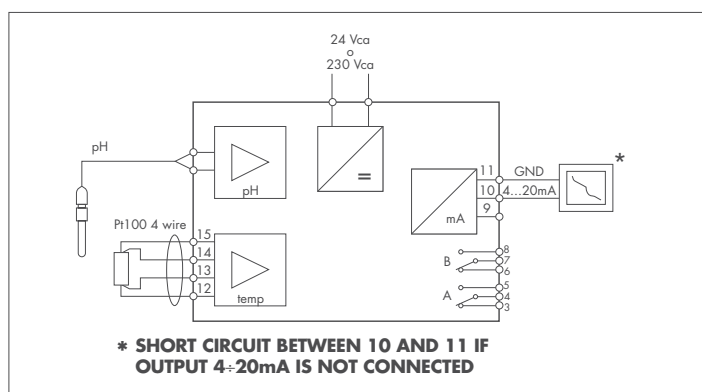 24 Vca
o
230 Vca
pH
pH
=
mA
11
GND
*
10
4...20mA
9
Pt100 4 wire
15
14
13
12
temp
B
8
7
6
A
5
4
3
* SHORT CIRCUIT BETWEEN 10 AND 11 IF
OUTPUT 4÷20mA IS NOT CONNECTED